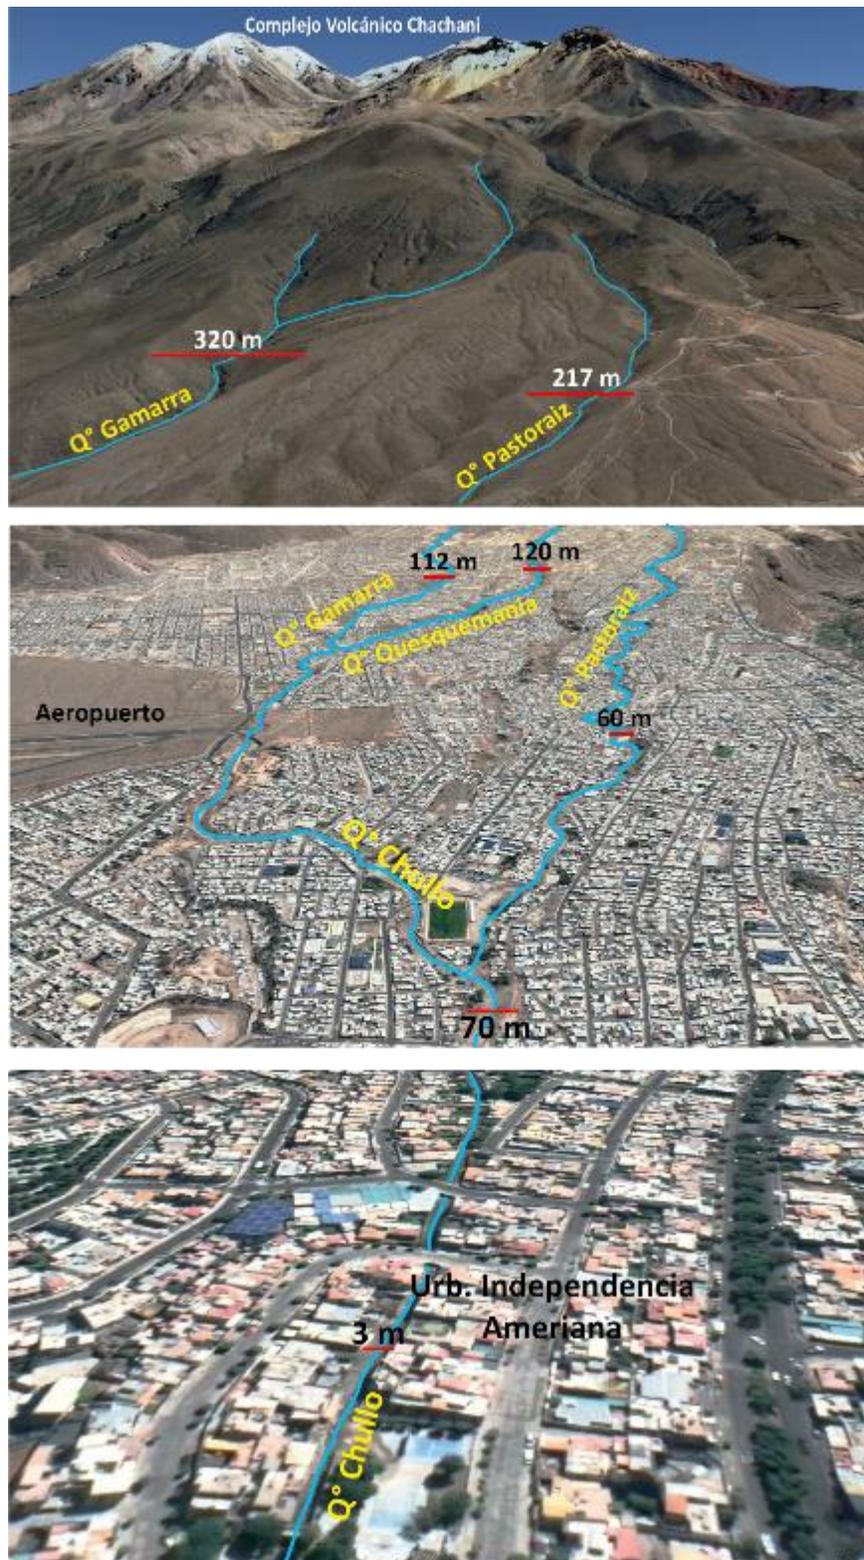 Complejo Volcánico Chachani
320 m
217 m
Q° Gamarra
Q° Pastoraiz
112 m
120 m
Q° Gamarra
Q° Quesquemanía
Q° Pastoraiz
Aeropuerto
60 m
Q° Chullo
70 m
Urb. Independencia
Ameriana
3 m
Q° Chullo